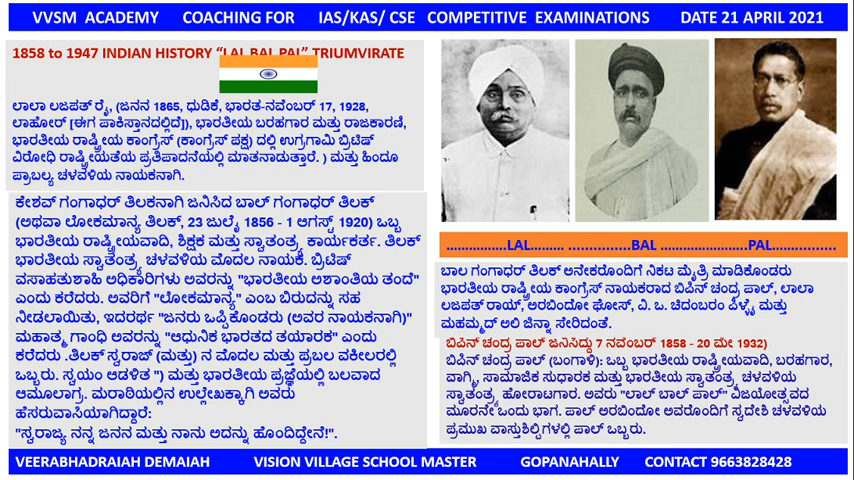 VVSM ACADEMY COACHING FOR IAS/KAS/ CSE COMPETITIVE EXAMINATIONS DATE 21 APRIL 2021
1858 to 1947 INDIAN HISTORY “LAL BAL PAL” TRIUMVIRATE
ಲಾಲಾ ಲಜಪತ್ ರೈ, (ಜನನ 1865, ಧುಡಿಕೆ, ಭಾರತ-ನವೆಂಬರ್ 17, 1928,
ಲಾಹೋರ್ [ಈಗ ಪಾಕಿಸ್ತಾನದಲ್ಲಿದೆ]), ಭಾರತೀಯ ಬರಹಗಾರ ಮತ್ತು ರಾಜಕಾರಣಿ,
ಭಾರತೀಯ ರಾಷ್ಟ್ರೀಯ ಕಾಂಗ್ರೆಸ್ (ಕಾಂಗ್ರೆಸ್ ಪಕ್ಷ) ದಲ್ಲಿ ಉಗ್ರಗಾಮಿ ಬ್ರಿಟಿಷ್
ವಿರೋಧಿ ರಾಷ್ಟ್ರೀಯತೆಯ ಪ್ರತಿಪಾದನೆಯಲ್ಲಿ ಮಾತನಾಡುತ್ತಾರೆ. ) ಮತ್ತು ಹಿಂದೂ
ಪ್ರಾಬಲ್ಯ ಚಳವಳಿಯ ನಾಯಕನಾಗಿ.
ಕೇಶವ್ ಗಂಗಾಧರ್ ತಿಲಕನಾಗಿ ಜನಿಸಿದ ಬಾಲ್ ಗಂಗಾಧರ್ ತಿಲಕ್
(ಅಥವಾ ಲೋಕಮಾನ್ಯ ತಿಲಕ್, 23 ಜುಲೈ 1856 - 1 ಆಗಸ್ಟ್ 1920) ಒಬ್ಬ
ಭಾರತೀಯ ರಾಷ್ಟ್ರೀಯವಾದಿ, ಶಿಕ್ಷಕ ಮತ್ತು ಸ್ವಾತಂತ್ರ್ಯ ಕಾರ್ಯಕರ್ತ. ತಿಲಕ್
ಭಾರತೀಯ ಸ್ವಾತಂತ್ರ್ಯ ಚಳವಳಿಯ ಮೊದಲ ನಾಯಕ. ಬ್ರಿಟಿಷ್
ವಸಾಹತುಶಾಹಿ ಅಧಿಕಾರಿಗಳು ಅವರನ್ನು "ಭಾರತೀಯ ಅಶಾಂತಿಯ ತಂದೆ"
ಎಂದು ಕರೆದರು. ಅವರಿಗೆ "ಲೋಕಮಾನ್ಯ" ಎಂಬ ಬಿರುದನ್ನು ಸಹ
ನೀಡಲಾಯಿತು, ಇದರರ್ಥ "ಜನರು ಒಪ್ಪಿಕೊಂಡರು (ಅವರ ನಾಯಕನಾಗಿ)"
ಮಹಾತ್ಮ ಗಾಂಧಿ ಅವರನ್ನು "ಆಧುನಿಕ ಭಾರತದ ತಯಾರಕ" ಎಂದು
ಕರೆದರು .ತಿಲಕ್ ಸ್ವರಾಜ್ (ಮತ್ತು) ನ ಮೊದಲ ಮತ್ತು ಪ್ರಬಲ ವಕೀಲರಲ್ಲಿ
ಒಬ್ಬರು. ಸ್ವಯಂ ಆಡಳಿತ ") ಮತ್ತು ಭಾರತೀಯ ಪ್ರಜ್ಞೆಯಲ್ಲಿ ಬಲವಾದ
ಆಮೂಲಾಗ್ರ. ಮರಾಠಿಯಲ್ಲಿನ ಉಲ್ಲೇಖಕ್ಕಾಗಿ ಅವರು
ಹೆಸರುವಾಸಿಯಾಗಿದ್ದಾರೆ:
"ಸ್ವರಾಜ್ಯ ನನ್ನ ಜನನ ಮತ್ತು ನಾನು ಅದನ್ನು ಹೊಂದಿದ್ದೇನೆ!".
...............LAL......... ................BAL ......................PAL................
ಬಾಲ ಗಂಗಾಧರ್ ತಿಲಕ್ ಅನೇಕರೊಂದಿಗೆ ನಿಕಟ ಮೈತ್ರಿ ಮಾಡಿಕೊಂಡರು
ಭಾರತೀಯ ರಾಷ್ಟ್ರೀಯ ಕಾಂಗ್ರೆಸ್ ನಾಯಕರಾದ ಬಿಪಿನ್ ಚಂದ್ರ ಪಾಲ್, ಲಾಲಾ
ಲಜಪತ್ ರಾಯ್, ಅರಬಿಂದೋ ಘೋಸ್, ವಿ. ಒ. ಚಿದಂಬರಂ ಪಿಳ್ಳೈ ಮತ್ತು
ಮಹಮ್ಮದ್ ಅಲಿ ಜಿನ್ನಾ ಸೇರಿದಂತೆ.
ಬಿಪಿನ್ ಚಂದ್ರ ಪಾಲ್ ಜನಿಸಿದ್ದು 7 ನವೆಂಬರ್ 1858 - 20 ಮೇ 1932)
ಬಿಪಿನ್ ಚಂದ್ರ ಪಾಲ್ (ಬಂಗಾಳಿ): ಒಬ್ಬ ಭಾರತೀಯ ರಾಷ್ಟ್ರೀಯವಾದಿ, ಬರಹಗಾರ,
ವಾಗ್ಮಿ, ಸಾಮಾಜಿಕ ಸುಧಾರಕ ಮತ್ತು ಭಾರತೀಯ ಸ್ವಾತಂತ್ರ್ಯ ಚಳವಳಿಯ
ಸ್ವಾತಂತ್ರ್ಯ ಹೋರಾಟಗಾರ. ಅವರು "ಲಾಲ್ ಬಾಲ್ ಪಾಲ್" ವಿಜಯೋತ್ಸವದ
ಮೂರನೇ ಒಂದು ಭಾಗ. ಪಾಲ್ ಅರಬಿಂದೋ ಅವರೊಂದಿಗೆ ಸ್ವದೇಶಿ ಚಳವಳಿಯ
ಪ್ರಮುಖ ವಾಸ್ತುಶಿಲ್ಪಿಗಳಲ್ಲಿ ಪಾಲ್ ಒಬ್ಬರು.
VEERABHADRAIAH DEMAIAH VISION VILLAGE SCHOOL MASTER GOPANAHALLY CONTACT 9663828428